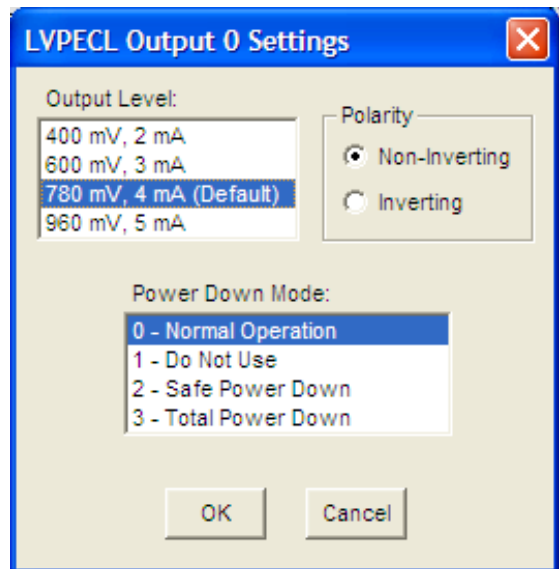 LVPECL Output 0 Settings
Output Level:
400 mV, 2 mA
600 mV, 3 mA
780 mV, 4 mA (Default)
960 mV, 5 mA
Polarity
Non-Inverting
Inverting
Power Down Mode:
0 - Normal Operation
1 - Do Not Use
2 - Safe Power Down
3 - Total Power Down
OK
Cancel